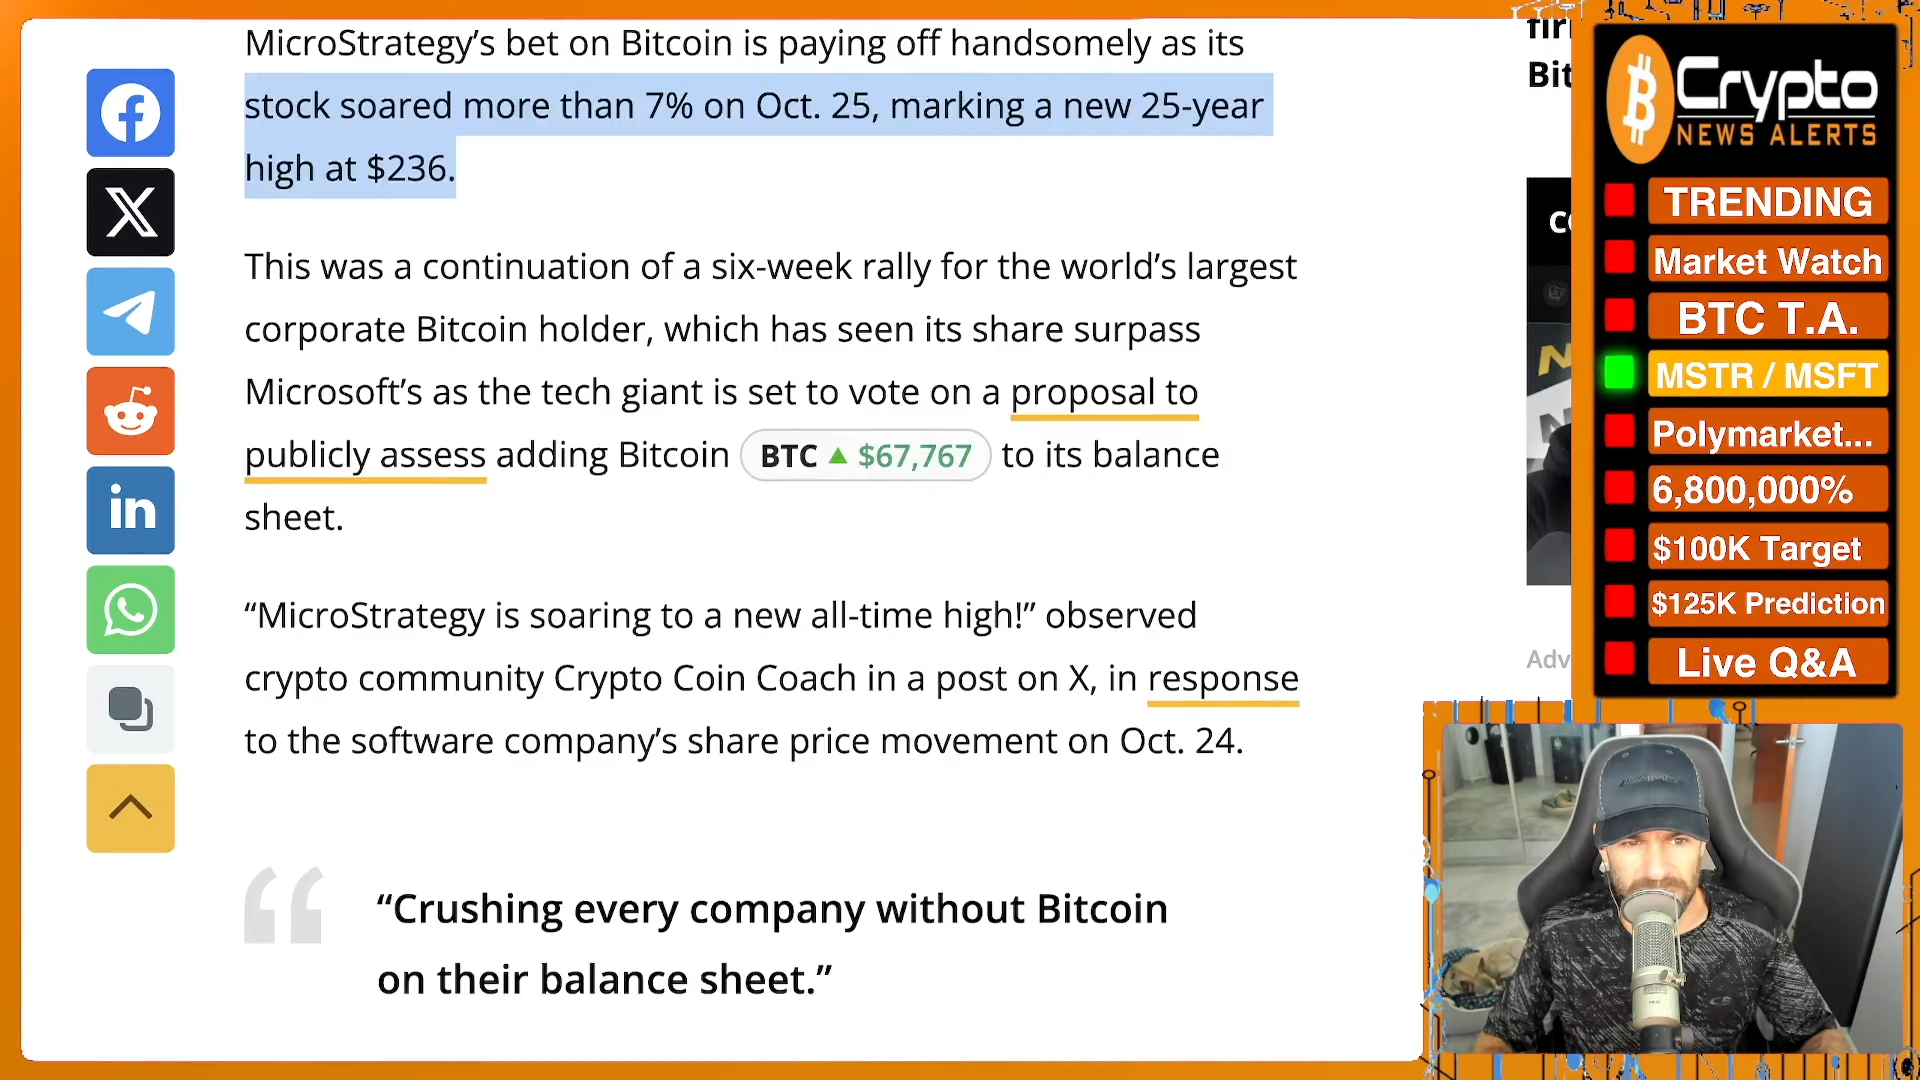 MicroStrategy’s bet on Bitcoin is paying off handsomely as its
stock soared more than 7% on Oct. 25, marking a new 25-year
high at $236.
This was a continuation of a six-week rally for the world’s largest
corporate Bitcoin holder, which has seen its share surpass
Microsoft’s as the tech giant is set to vote on a proposal to
publicly assess adding Bitcoin BTC ▲ $67,767 to its balance
sheet.
“MicroStrategy is soaring to a new all-time high!” observed
crypto community Crypto Coin Coach in a post on X, in response
to the software company’s share price movement on Oct. 24.
“Crushing every company without Bitcoin
on their balance sheet.”
Bit
Adv
Crypto
NEWS ALERTS
TRENDING
Market Watch
BTC T.A.
MSTR / MSFT
Polymarket...
6,800,000%
$100K Target
$125K Prediction
Live Q&A